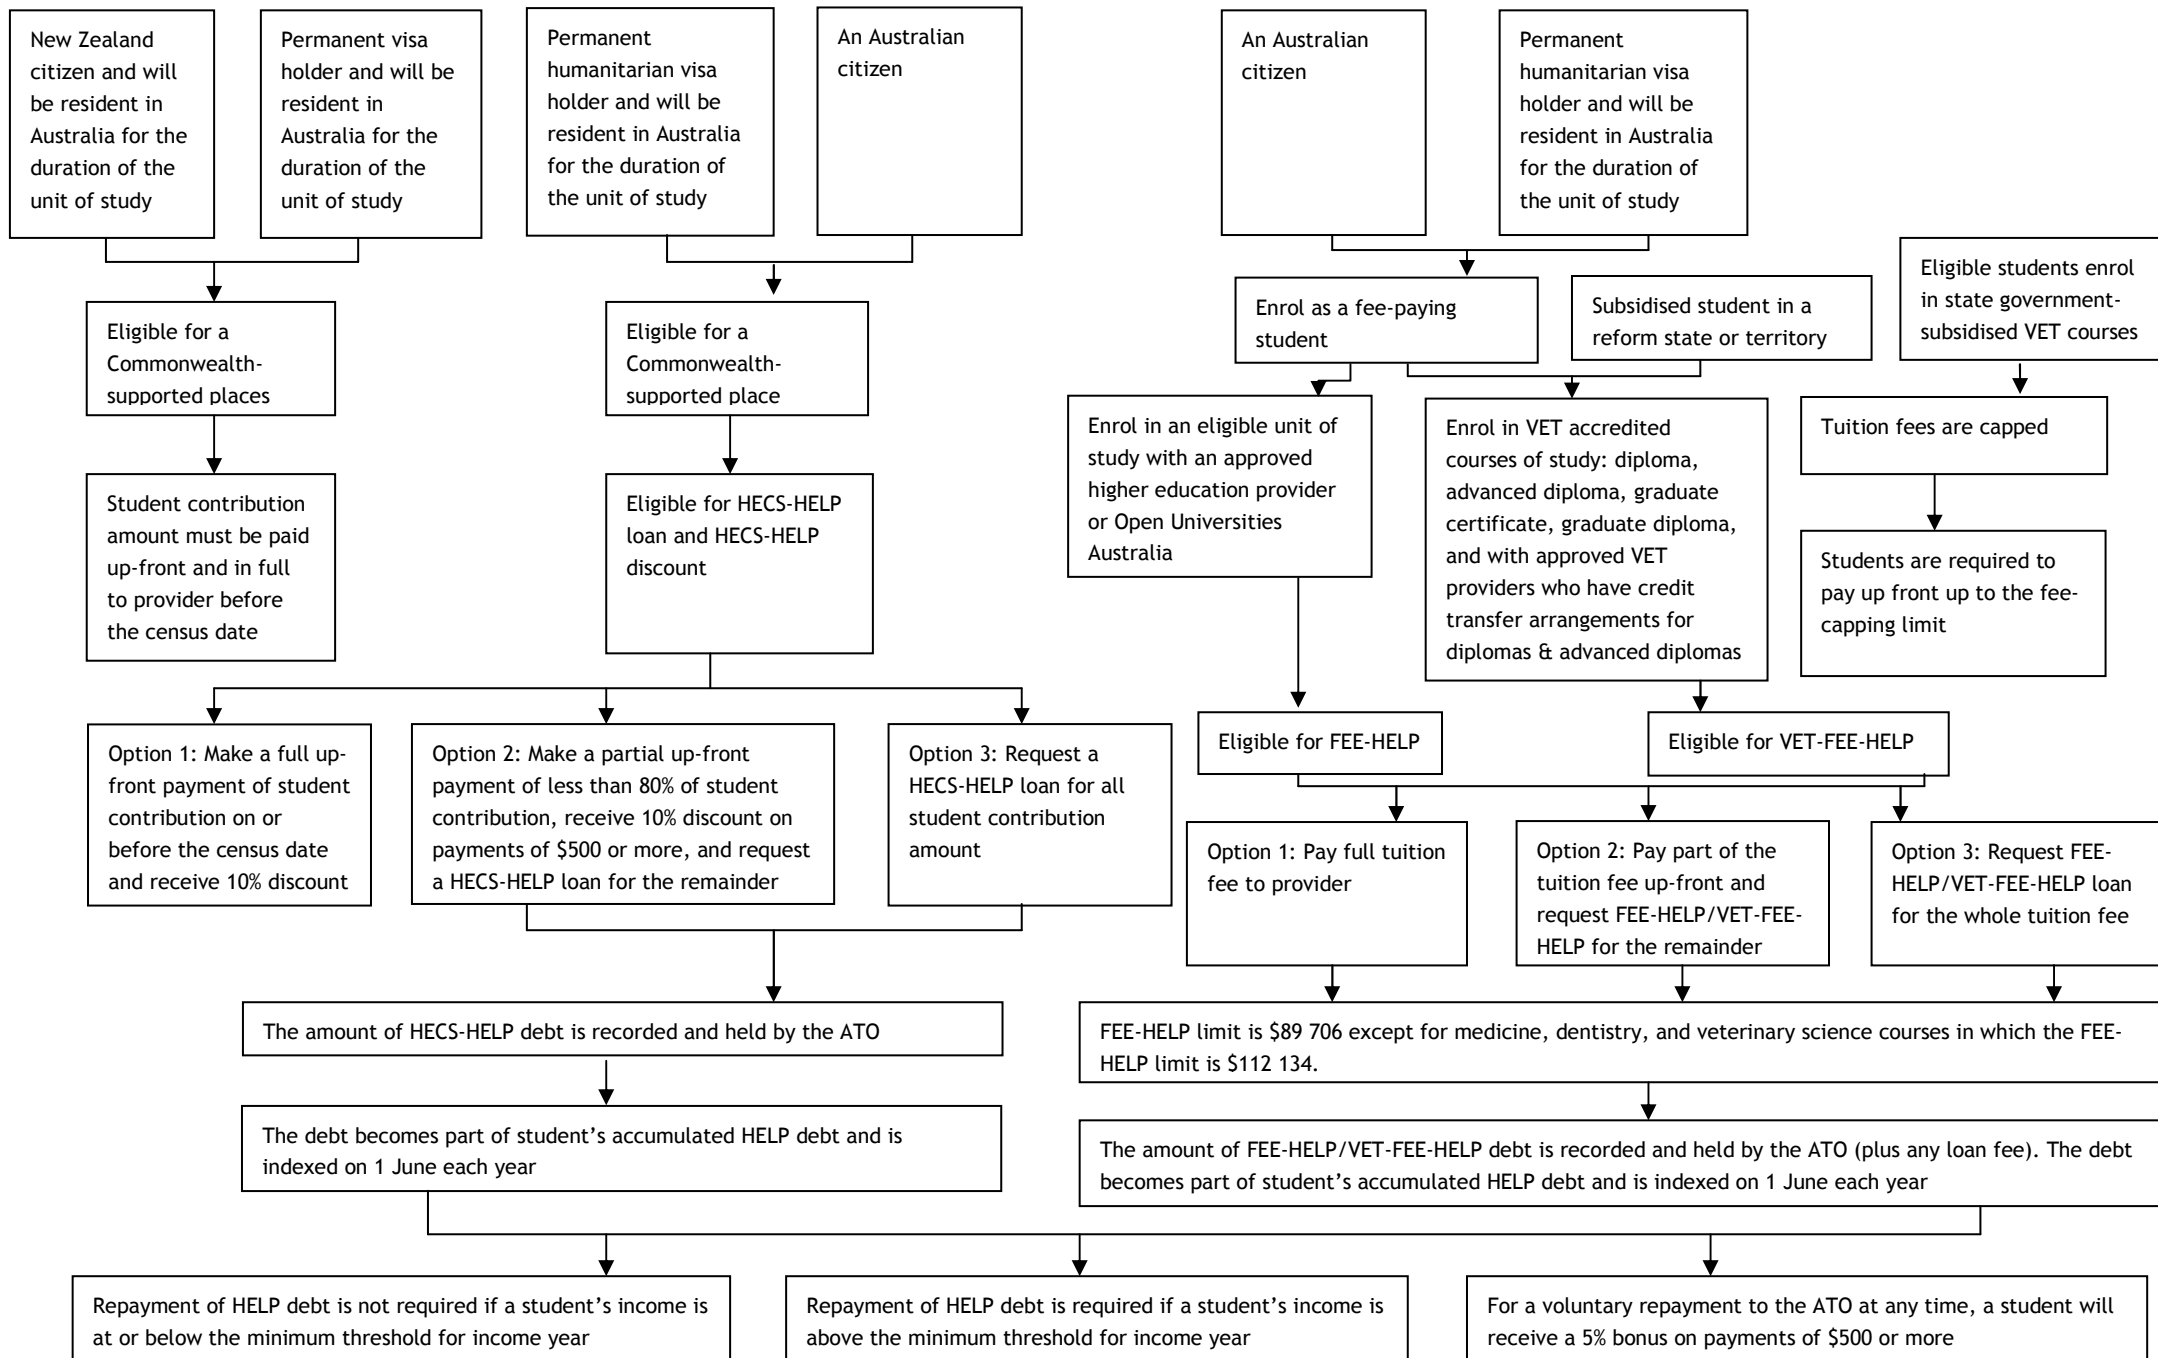 New Zealand
citizen and will
be resident in
Australia for the
duration of the
unit of study
Permanent visa
holder and will be
resident in
Australia for the
duration of the
unit of study
Permanent
humanitarian visa
holder and will be
resident in Australia
for the duration of
the unit of study
An Australian
citizen
An Australian
citizen
Permanent
humanitarian visa
holder and will be
resident in Australia
for the duration of
the unit of study
Eligible for a
Commonwealth-
supported places
Eligible for a
Commonwealth-
supported place
Enrol as a fee-paying
student
Subsidised student in a
reform state or territory
Eligible students enrol
in state government-
subsidised VET courses
Student contribution
amount must be paid
up-front and in full
to provider before
the census date
Eligible for HECS-HELP
loan and HECS-HELP
discount
Enrol in an eligible unit of
study with an approved
higher education provider
or Open Universities
Australia
Enrol in VET accredited
courses of study: diploma,
advanced diploma, graduate
certificate, graduate diploma,
and with approved VET
providers who have credit
transfer arrangements for
diplomas & advanced diplomas
Tuition fees are capped
Students are required to
pay up front up to the fee-
capping limit
Option 1: Make a full up-
front payment of student
contribution on or
before the census date
and receive 10% discount
Option 2: Make a partial up-front
payment of less than 80% of student
contribution, receive 10% discount on
payments of $500 or more, and request
a HECS-HELP loan for the remainder
Option 3: Request a
HECS-HELP loan for all
student contribution
amount
Eligible for FEE-HELP
Eligible for VET-FEE-HELP
Option 1: Pay full tuition
fee to provider
Option 2: Pay part of the
tuition fee up-front and
request FEE-HELP/VET-FEE-
HELP for the remainder
Option 3: Request FEE-
HELP/VET-FEE-HELP loan
for the whole tuition fee
The amount of HECS-HELP debt is recorded and held by the ATO
FEE-HELP limit is $89 706 except for medicine, dentistry, and veterinary science courses in which the FEE-
HELP limit is $112 134.
The debt becomes part of student’s accumulated HELP debt and is
indexed on 1 June each year
The amount of FEE-HELP/VET-FEE-HELP debt is recorded and held by the ATO (plus any loan fee). The debt
becomes part of student’s accumulated HELP debt and is indexed on 1 June each year
Repayment of HELP debt is not required if a student’s income is
at or below the minimum threshold for income year
Repayment of HELP debt is required if a student’s income is
above the minimum threshold for income year
For a voluntary repayment to the ATO at any time, a student will
receive a 5% bonus on payments of $500 or more